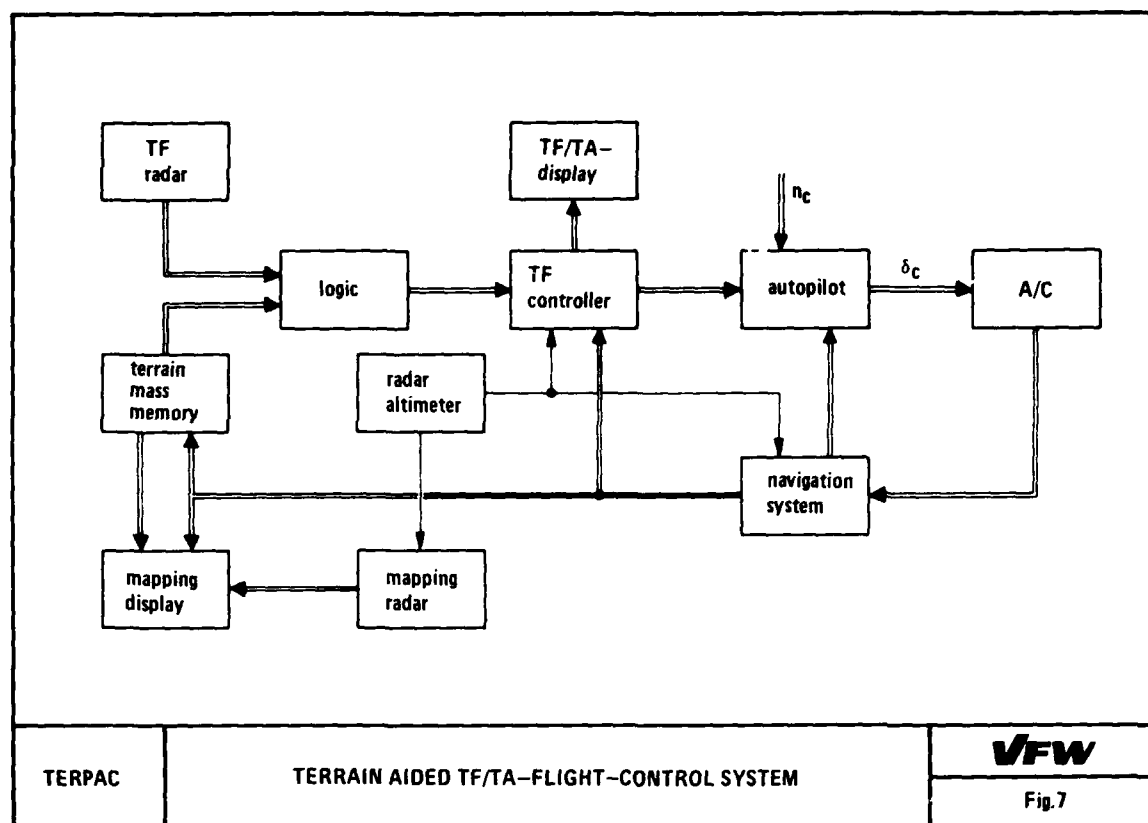 TF
radar
TF/TA-
display
n_c
logic
TF
controller
autopilot
δ_c
A/C
terrain
mass
memory
radar
altimeter
navigation
system
mapping
display
mapping
radar
TERPAC
TERRAIN AIDED TF/TA-FLIGHT-CONTROL SYSTEM
VFW
Fig.7